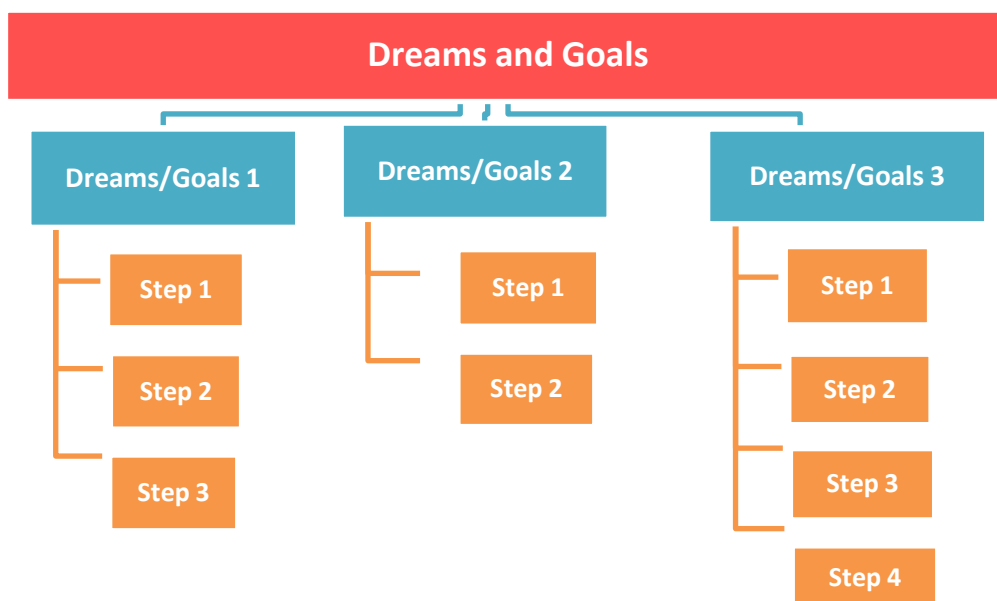 Dreams and Goals
Dreams/Goals 1
Step 1
Step 2
Step 3
Dreams/Goals 2
Step 1
Step 2
Dreams/Goals 3
Step 1
Step 2
Step 3
Step 4